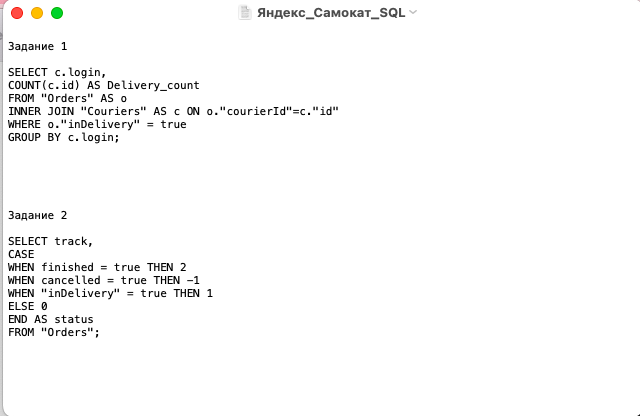 Яндекс_Самокат_SQL
Задание 1
SELECT c.login,
COUNT(c.id) AS Delivery_count
FROM "Orders" AS o
INNER JOIN "Couriers" AS c ON o."courierId"=c."id"
WHERE o."inDelivery" = true
GROUP BY c.login;
Задание 2
SELECT track,
CASE
WHEN finished = true THEN 2
WHEN cancelled = true THEN -1
WHEN "inDelivery" = true THEN 1
ELSE 0
END AS status
FROM "Orders";